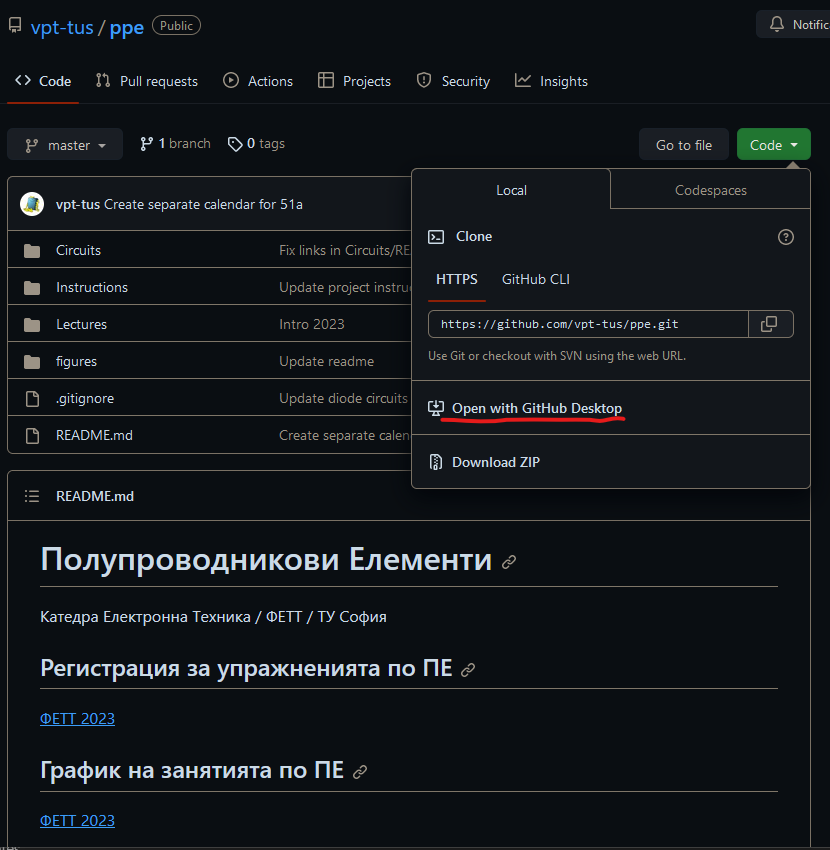 vpt-tus / ppe Public
Notific
Code Pull requests Actions Projects Security Insights
master 1 branch 0 tags Go to file Code
vpt-tus Create separate calendar for 51a
Circuits Fix links in Circuits/RE
Instructions Update project instruc
Lectures Intro 2023
figures Update readme
.gitignore Update diode circuits
README.md Create separate calen
Local Codespaces
Clone
HTTPS GitHub CLI
https://github.com/vpt-tus/ppe.git
Use Git or checkout with SVN using the web URL.
Open with GitHub Desktop
Download ZIP
README.md
Полупроводникови Елементи
Катедра Електронна Техника / ФЕТТ / ТУ София
Регистрация за упражненията по ПЕ
ФЕТТ 2023
График на занятията по ПЕ
ФЕТТ 2023